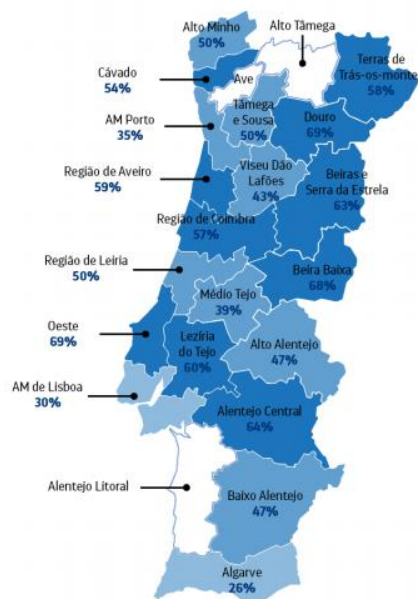 Alto Minho
50%
Alto Tâmega
Terras de
Trás-os-monte
58%
Cávado
54%
Ave
AM Porto
35%
Tâmega
e Sousa
50%
Douro
69%
Região de Aveiro
59%
Viseu Dão
Lafões
43%
Beiras e
Serra da Estrela
63%
Região de Coimbra
57%
Região de Leiria
50%
Beira Baixa
68%
Médio Tejo
39%
Oeste
69%
Lezíria
do Tejo
60%
Alto Alentejo
47%
AM de Lisboa
30%
Alentejo Central
64%
Alentejo Litoral
Baixo Alentejo
47%
Algarve
26%